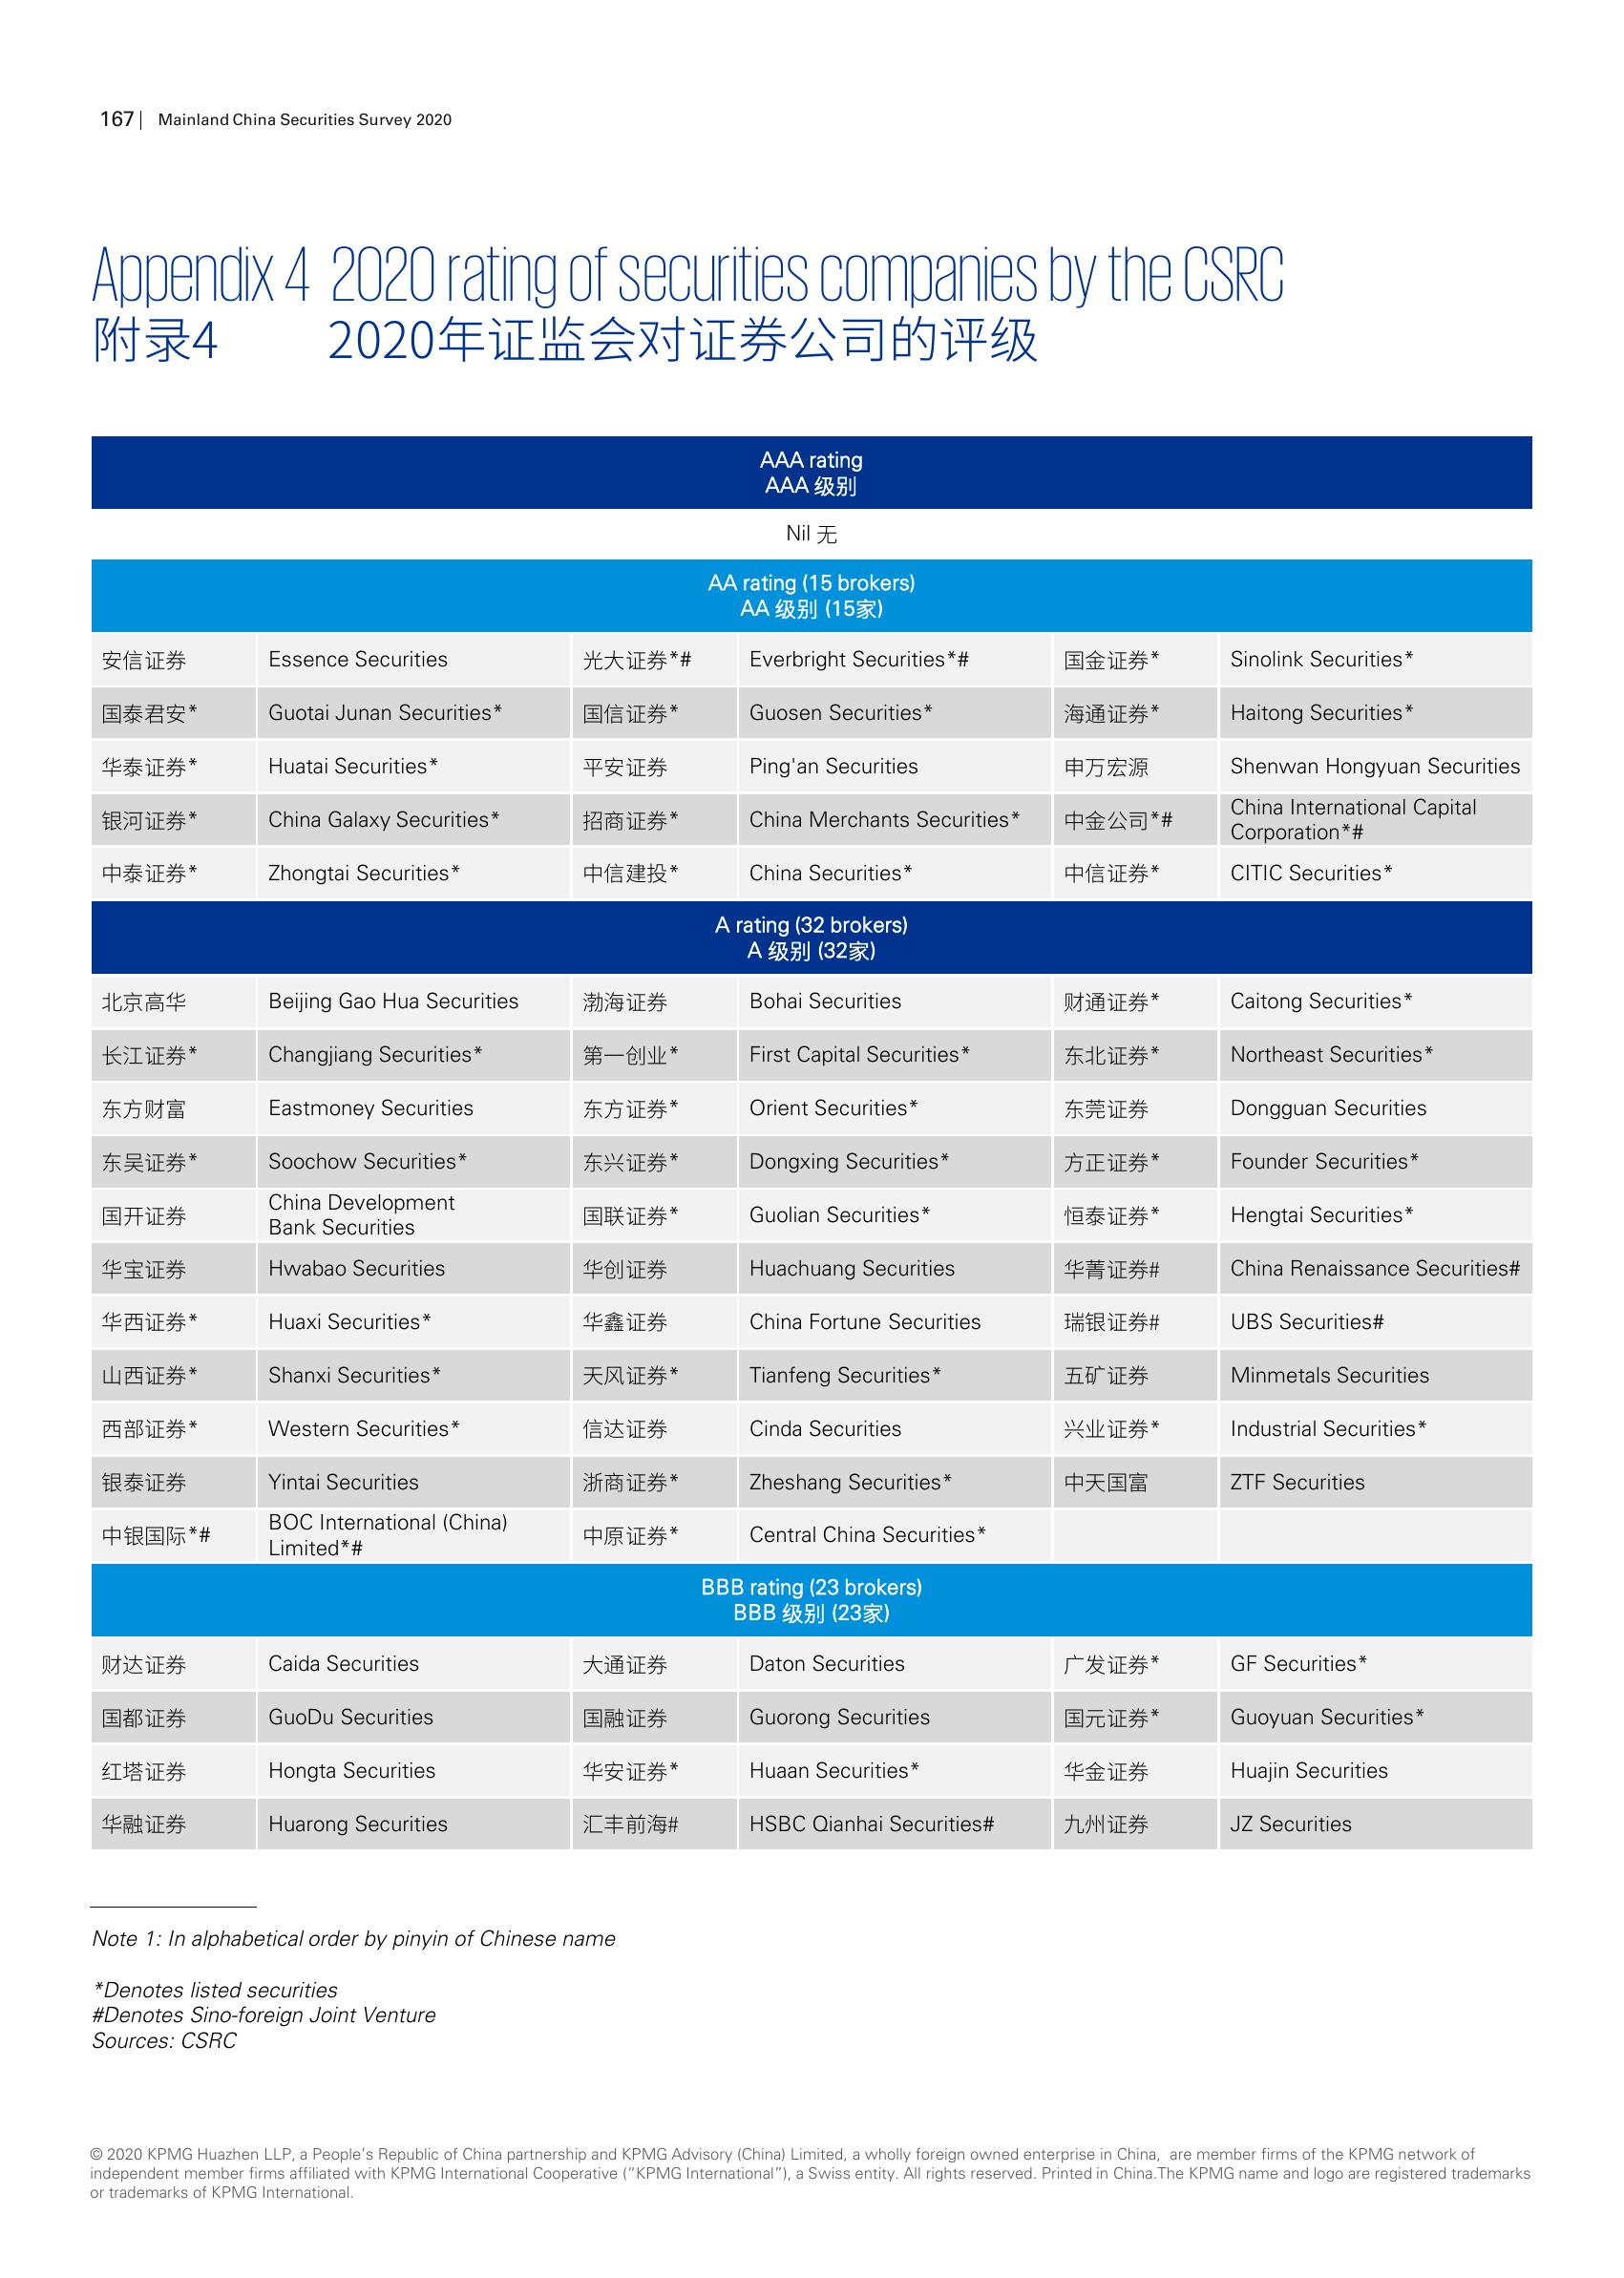 167 | Mainland China Securities Survey 2020
Appendix 4 2020 rating of securities companies by the CSRC
附录4 2020年证监会对证券公司的评级
AAA rating
AAA 级别
Nil 无
AA rating (15 brokers)
AA 级别 (15家)
安信证券 Essence Securities 光大证券*# Everbright Securities*# 国金证券* Sinolink Securities*
国泰君安* Guotai Junan Securities* 国信证券* Guosen Securities* 海通证券* Haitong Securities*
华泰证券* Huatai Securities* 平安证券 Ping'an Securities 申万宏源 Shenwan Hongyuan Securities
银河证券* China Galaxy Securities* 招商证券* China Merchants Securities* 中金公司*# China International Capital
Corporation*#
中泰证券* Zhongtai Securities* 中信建投* China Securities* 中信证券* CITIC Securities*
A rating (32 brokers)
A 级别 (32家)
北京高华 Beijing Gao Hua Securities 渤海证券 Bohai Securities 财通证券* Caitong Securities*
长江证券* Changjiang Securities* 第一创业* First Capital Securities* 东北证券* Northeast Securities*
东方财富 Eastmoney Securities 东方证券* Orient Securities* 东莞证券 Dongguan Securities
东吴证券* Soochow Securities* 东兴证券* Dongxing Securities* 方正证券* Founder Securities*
国开证券 China Development
Bank Securities 国联证券* Guolian Securities* 恒泰证券* Hengtai Securities*
华宝证券 Hwabao Securities 华创证券 Huachuang Securities 华菁证券# China Renaissance Securities#
华西证券* Huaxi Securities* 华鑫证券 China Fortune Securities 瑞银证券# UBS Securities#
山西证券* Shanxi Securities* 天风证券* Tianfeng Securities* 五矿证券 Minmetals Securities
西部证券* Western Securities* 信达证券 Cinda Securities 兴业证券* Industrial Securities*
银泰证券 Yintai Securities 浙商证券* Zheshang Securities* 中天国富 ZTF Securities
中银国际*# BOC International (China)
Limited*# 中原证券* Central China Securities*
BBB rating (23 brokers)
BBB 级别 (23家)
财达证券 Caida Securities 大通证券 Daton Securities 广发证券* GF Securities*
国都证券 GuoDu Securities 国融证券 Guorong Securities 国元证券* Guoyuan Securities*
红塔证券 Hongta Securities 华安证券* Huaan Securities* 华金证券 Huajin Securities
华融证券 Huarong Securities 汇丰前海# HSBC Qianhai Securities# 九州证券 JZ Securities
Note 1: In alphabetical order by pinyin of Chinese name
*Denotes listed securities
#Denotes Sino-foreign Joint Venture
Sources: CSRC
© 2020 KPMG Huazhen LLP, a People’s Republic of China partnership and KPMG Advisory (China) Limited, a wholly foreign owned enterprise in China, are member firms of the KPMG network of
independent member firms affiliated with KPMG International Cooperative (“KPMG International”), a Swiss entity. All rights reserved. Printed in China.The KPMG name and logo are registered trademarks
or trademarks of KPMG International.